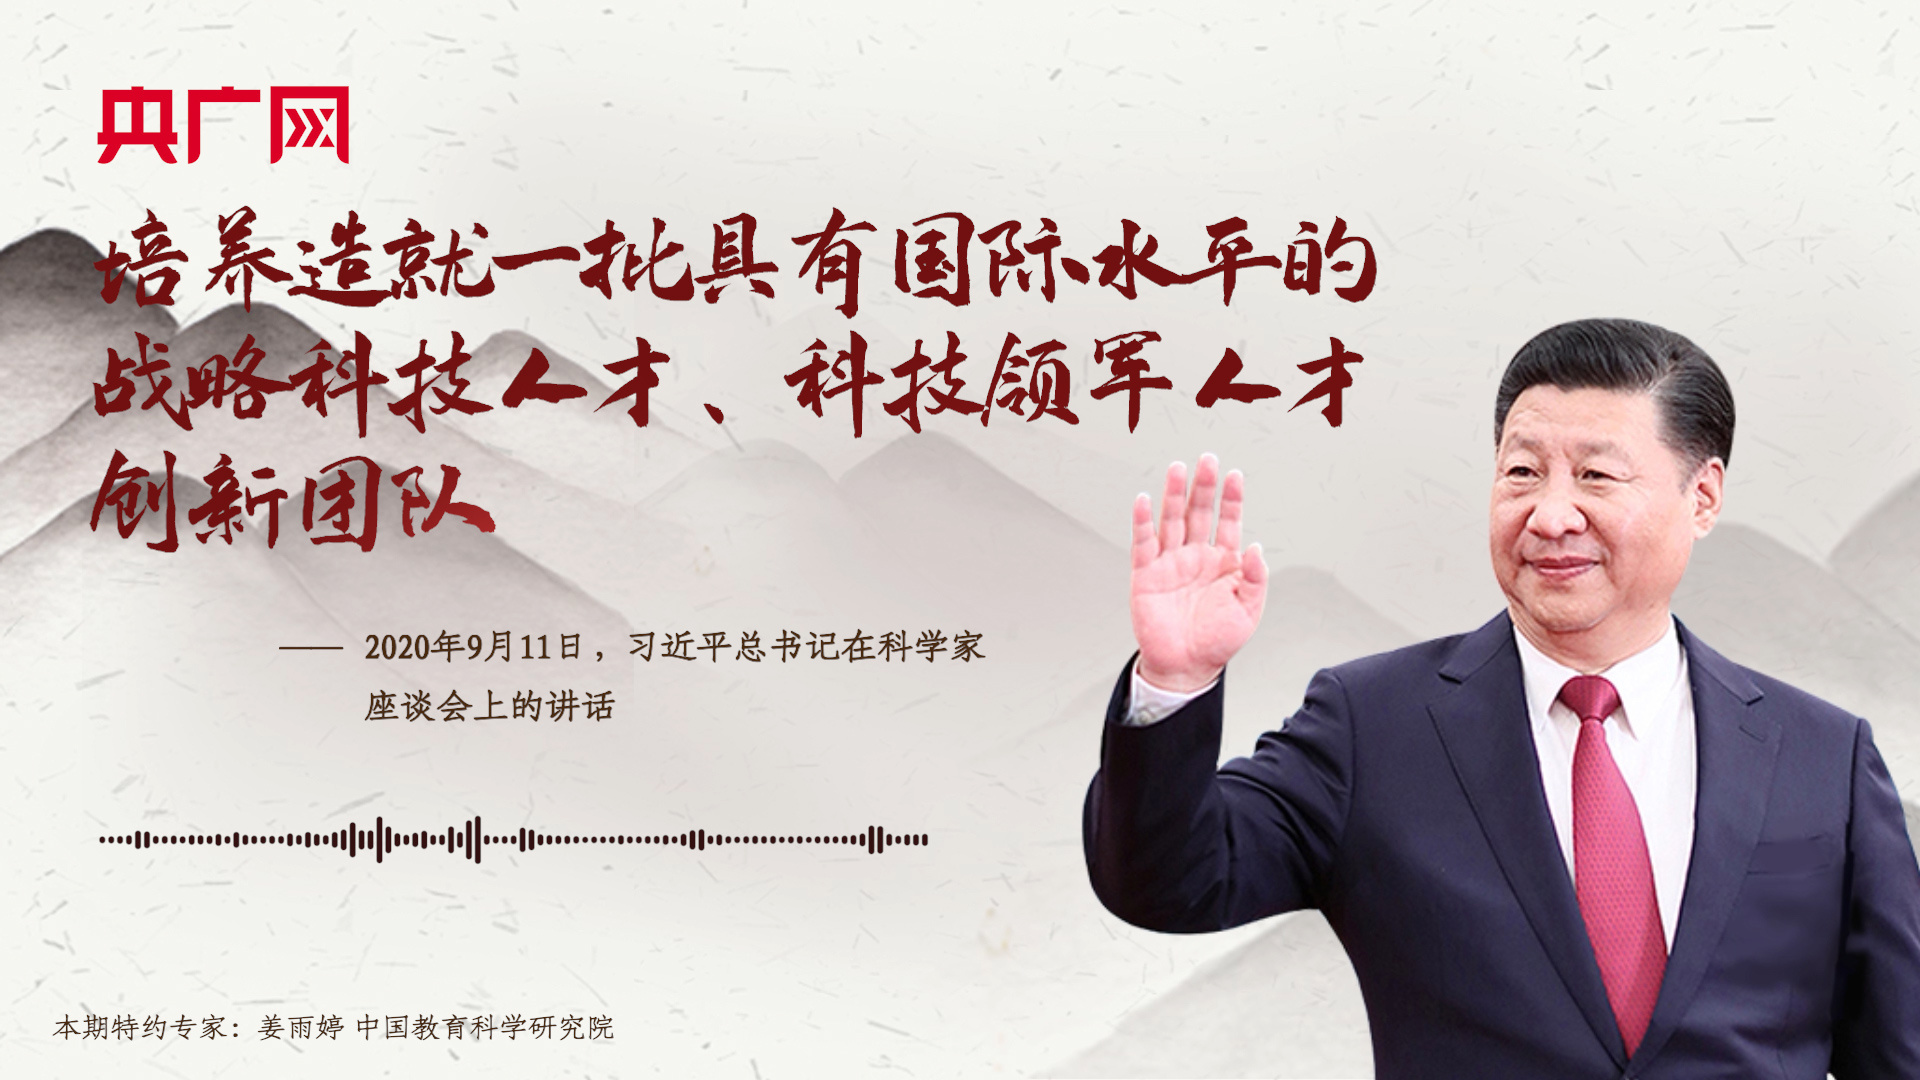 央广网
培养造就一批具有国际水平的
战略科技人才、科技领军人才
创新团队
—— 2020年9月11日，习近平总书记在科学家
座谈会上的讲话
本期特约专家：姜雨婷 中国教育科学研究院